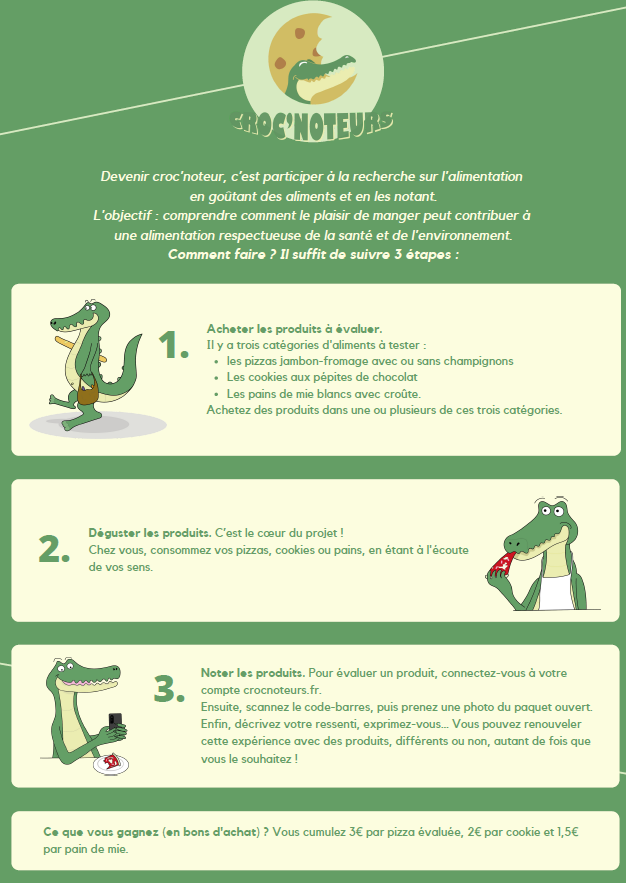 CROC'NOTEURS
Devenir croc'noteur, c'est participer à la recherche sur l'alimentation
en goûtant des aliments et en les notant.
L'objectif : comprendre comment le plaisir de manger peut contribuer à
une alimentation respectueuse de la santé et de l'environnement.
Comment faire ? Il suffit de suivre 3 étapes :
1.
Acheter les produits à évaluer.
Il y a trois catégories d'aliments à tester :
• les pizzas jambon-fromage avec ou sans champignons
• Les cookies aux pépites de chocolat
• Les pains de mie blancs avec croûte.
Achetez des produits dans une ou plusieurs de ces trois catégories.
2.
Déguster les produits. C'est le cœur du projet !
Chez vous, consommez vos pizzas, cookies ou pains, en étant à l'écoute
de vos sens.
3.
Noter les produits. Pour évaluer un produit, connectez-vous à votre
compte crocnoteurs.fr.
Ensuite, scannez le code-barres, puis prenez une photo du paquet ouvert.
Enfin, décrivez votre ressenti, exprimez-vous... Vous pouvez renouveler
cette expérience avec des produits, différents ou non, autant de fois que
vous le souhaitez !
Ce que vous gagnez (en bons d'achat) ? Vous cumulez 3€ par pizza évaluée, 2€ par cookie et 1,5€
par pain de mie.